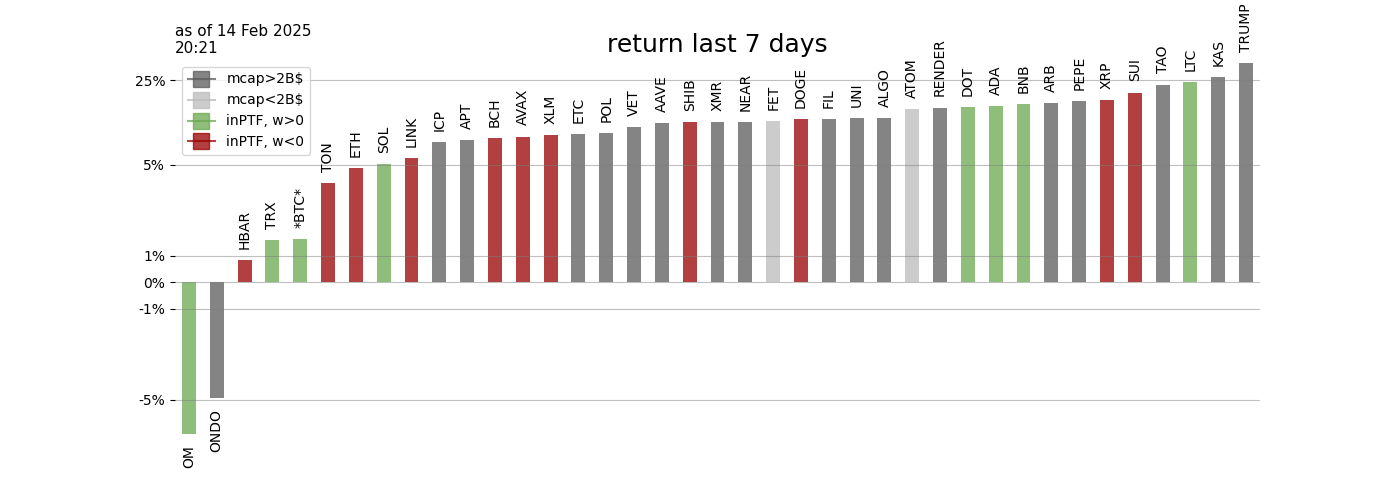 as of 14 Feb 2025
20:21
return last 7 days
mcap>2B$
mcap<2B$
inPTF, w>0
inPTF, w<0
25%
5%
1%
0%
-1%
-5%
OM
ONDO
HBAR
TRX
*BTC*
TON
ETH
SOL
LINK
ICP
APT
BCH
AVAX
XLM
ETC
POL
VET
AAVE
SHIB
XMR
NEAR
FET
DOGE
FIL
UNI
ALGO
ATOM
RENDER
DOT
ADA
BNB
ARB
PEPE
XRP
SUI
TAO
LTC
KAS
TRUMP